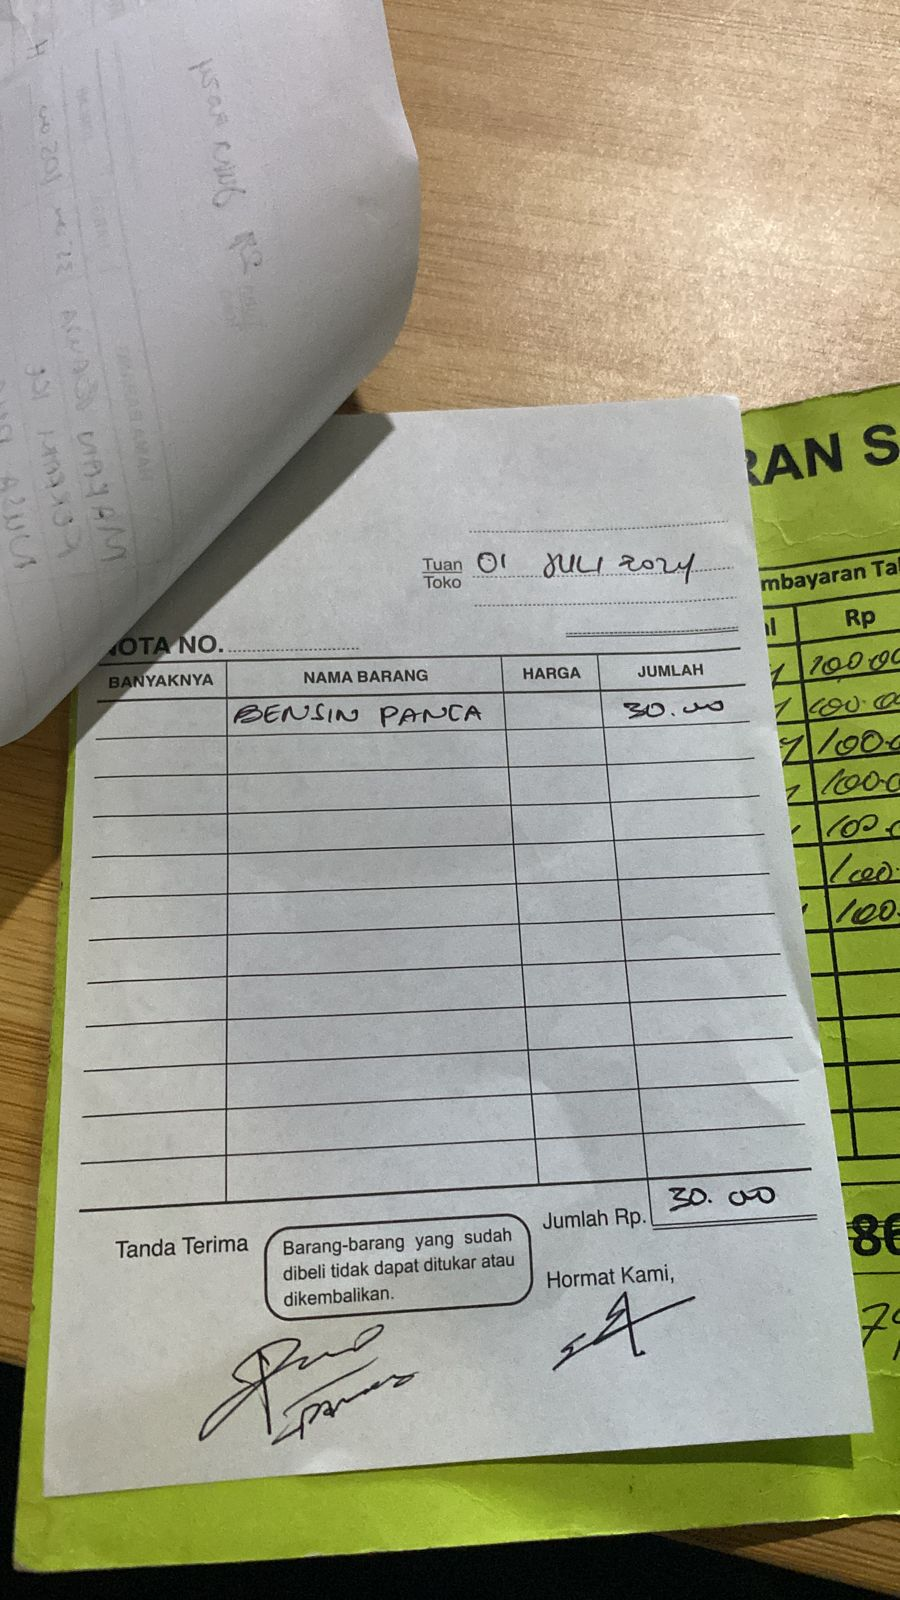 RAN S
Tuan
Toko
01 JULI 2024
mbayaran Tal
Rp
NOTA NO.
BANYAKNYA NAMA BARANG HARGA JUMLAH
BENSIN PANCA 30.000
100.00
100.00
100.0
100.0
100.0
100.
100.
Jumlah Rp. 30.000
Tanda Terima
Barang-barang yang sudah
dibeli tidak dapat ditukar atau
dikembalikan.
Hormat Kami,